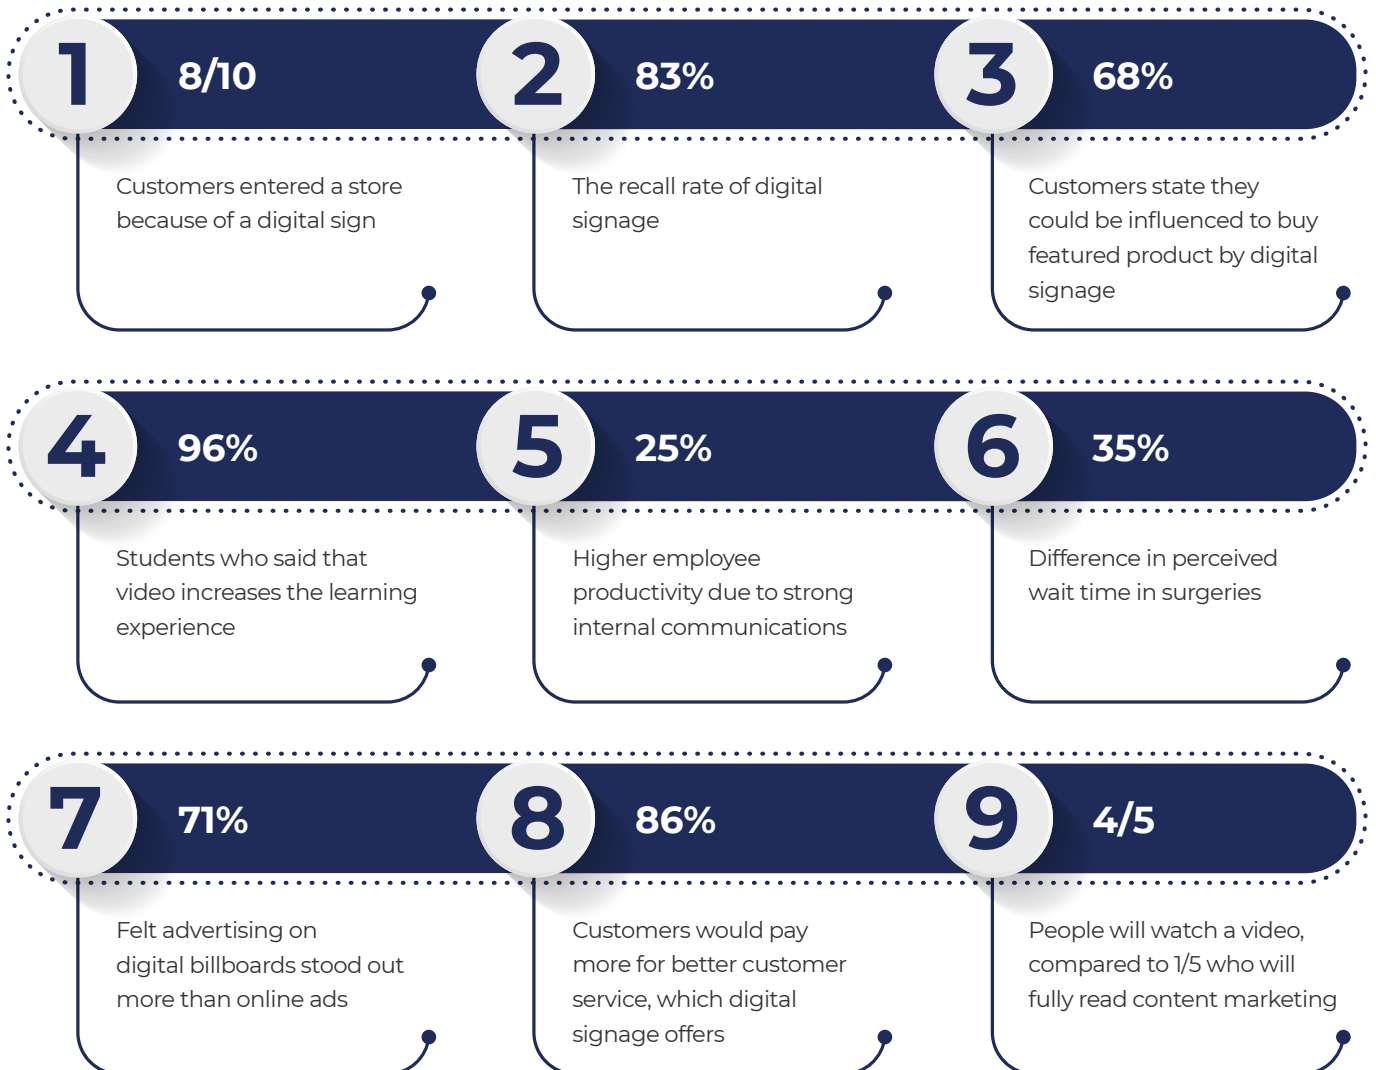 1
8/10
2
83%
3
68%
Customers entered a store
because of a digital sign
The recall rate of digital
signage
Customers state they
could be influenced to buy
featured product by digital
signage
4
96%
5
25%
6
35%
Students who said that
video increases the learning
experience
Higher employee
productivity due to strong
internal communications
Difference in perceived
wait time in surgeries
7
71%
8
86%
9
4/5
Felt advertising on
digital billboards stood out
more than online ads
Customers would pay
more for better customer
service, which digital
signage offers
People will watch a video,
compared to 1/5 who will
fully read content marketing